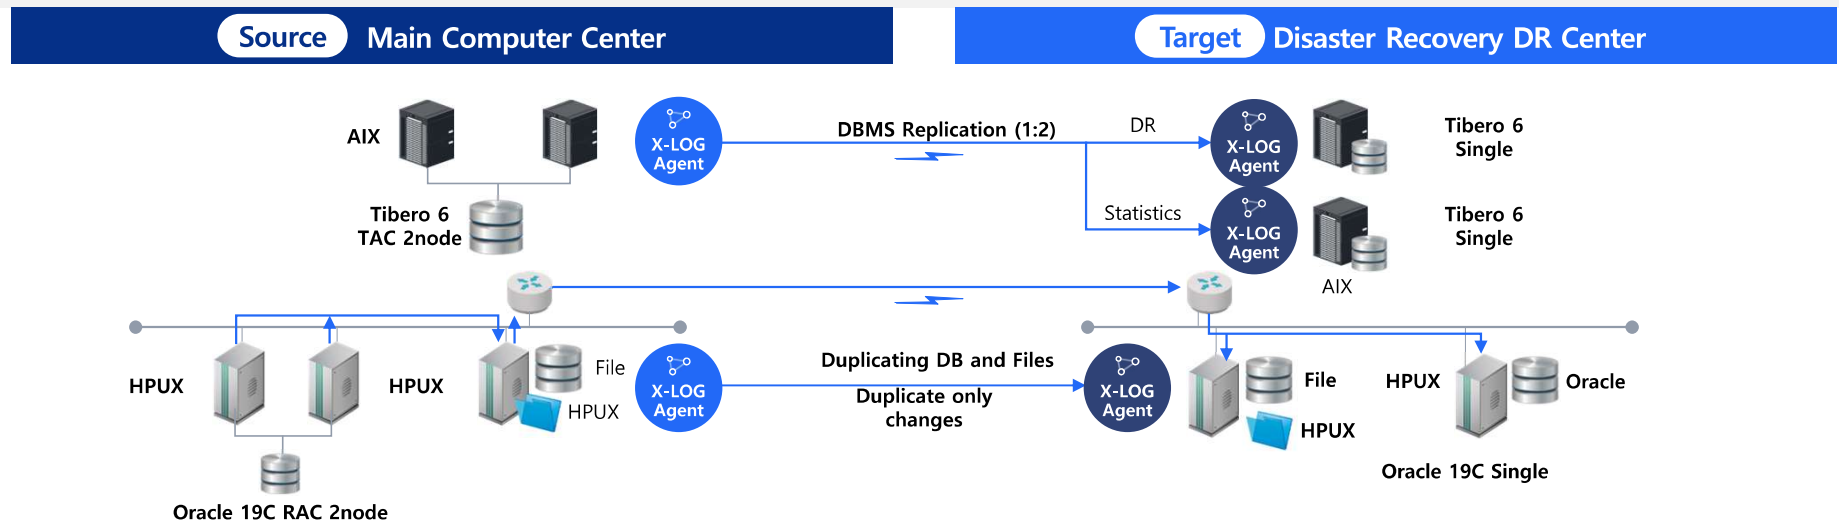 Source Main Computer Center
Target Disaster Recovery DR Center
AIX
X-LOG
Agent
DBMS Replication (1:2)
DR
X-LOG
Agent
Tibero 6
Single
Tibero 6
TAC 2node
Statistics
X-LOG
Agent
Tibero 6
Single
AIX
HPUX
HPUX
File
HPUX
X-LOG
Agent
Duplicating DB and Files
Duplicate only
changes
X-LOG
Agent
File
HPUX
HPUX
Oracle
Oracle 19C Single
Oracle 19C RAC 2node